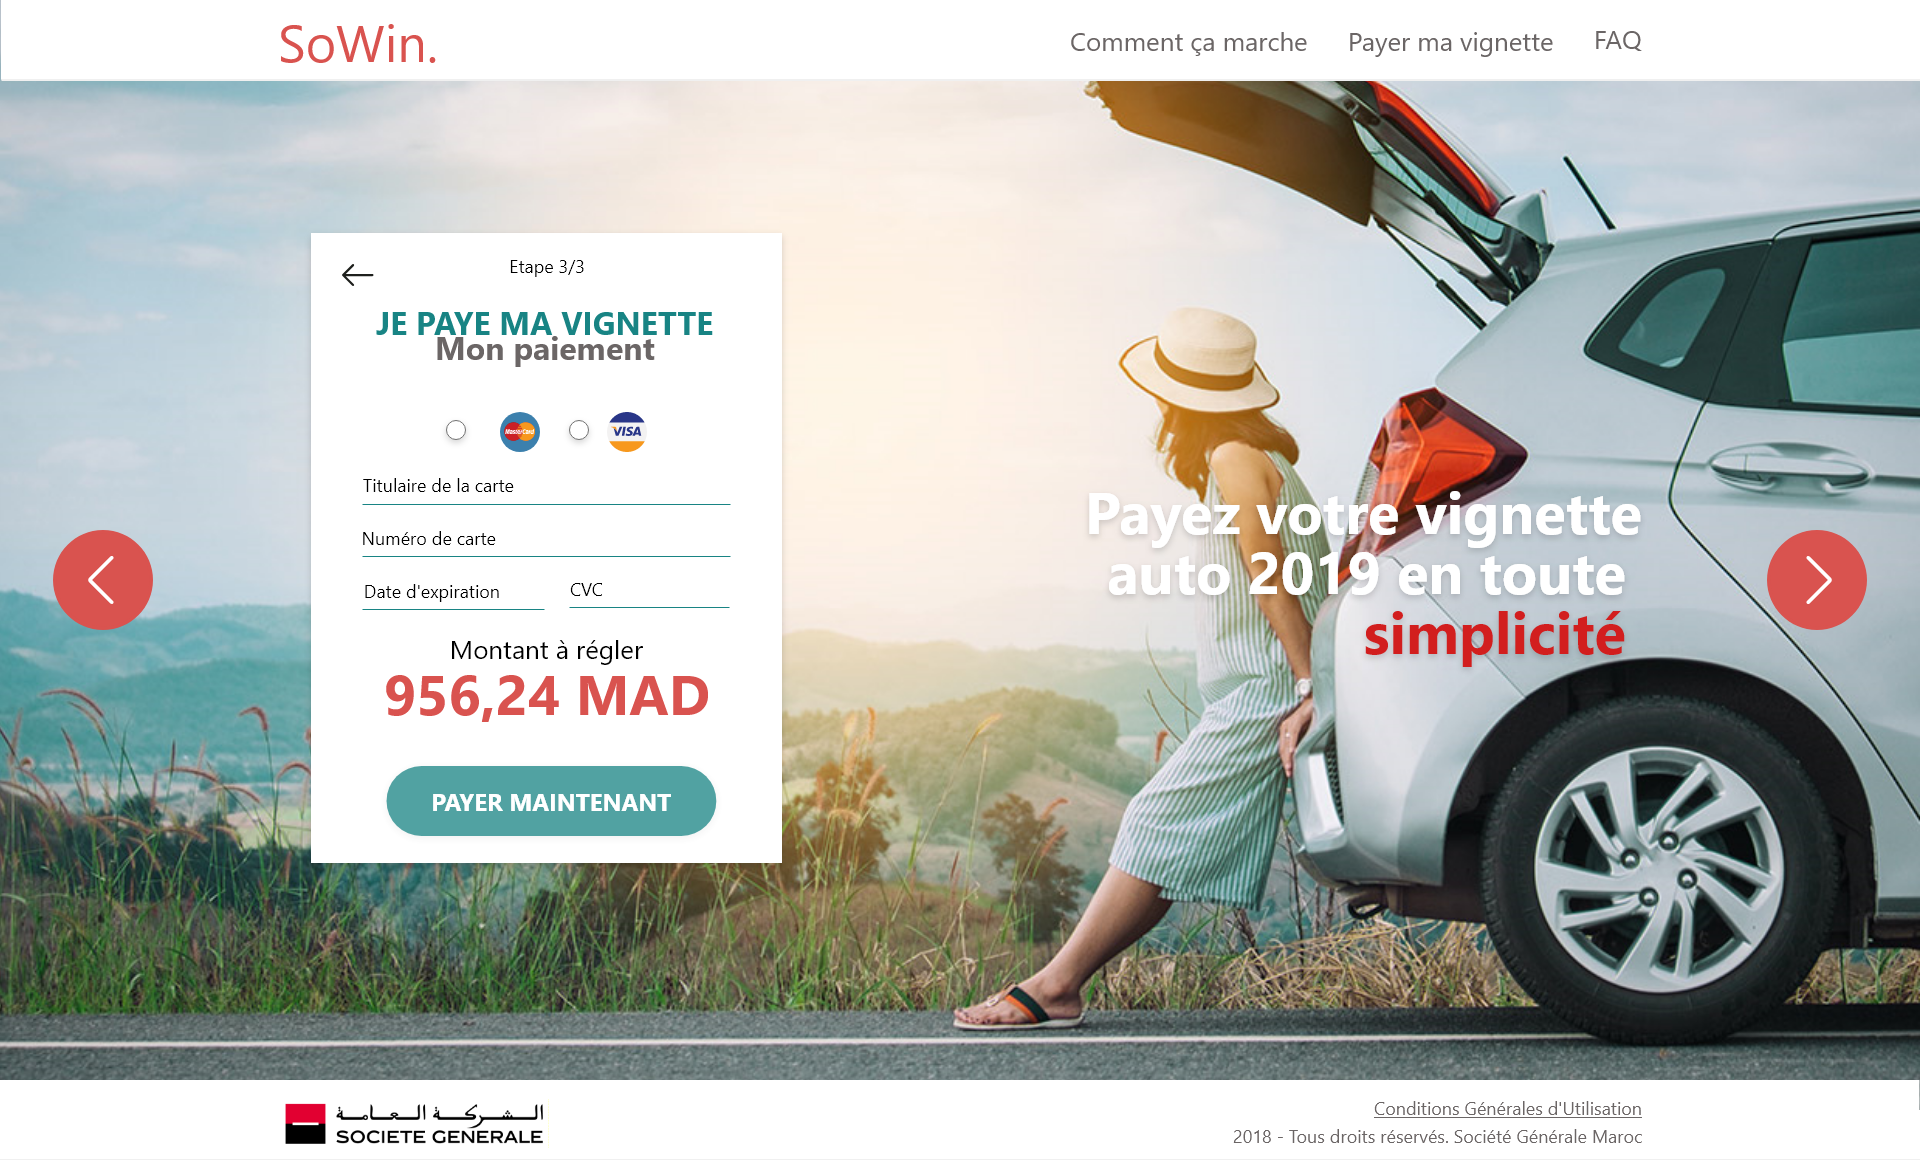 SoWin.
Comment ça marche
Payer ma vignette
FAQ
Etape 3/3
JE PAYE MA VIGNETTE
Mon paiement
MasterCard
VISA
Titulaire de la carte
Numéro de carte
Date d'expiration
CVC
Montant à régler
956,24 MAD
PAYER MAINTENANT
Payez votre vignette
auto 2019 en toute
simplicité
الشركة العامة
SOCIETE GENERALE
Conditions Générales d'Utilisation
2018 - Tous droits réservés. Société Générale Maroc